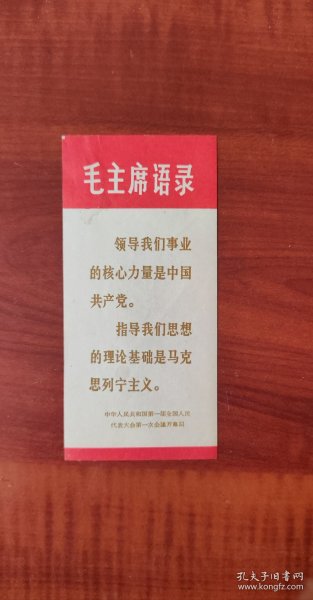 毛主席语录
领导我们事业
的核心力量是中国
共产党。
指导我们思想
的理论基础是马克
思列宁主义。
中华人民共和国第一届全国人民
代表大会第一次会议开幕词
孔夫子旧书网
www.kongfz.com